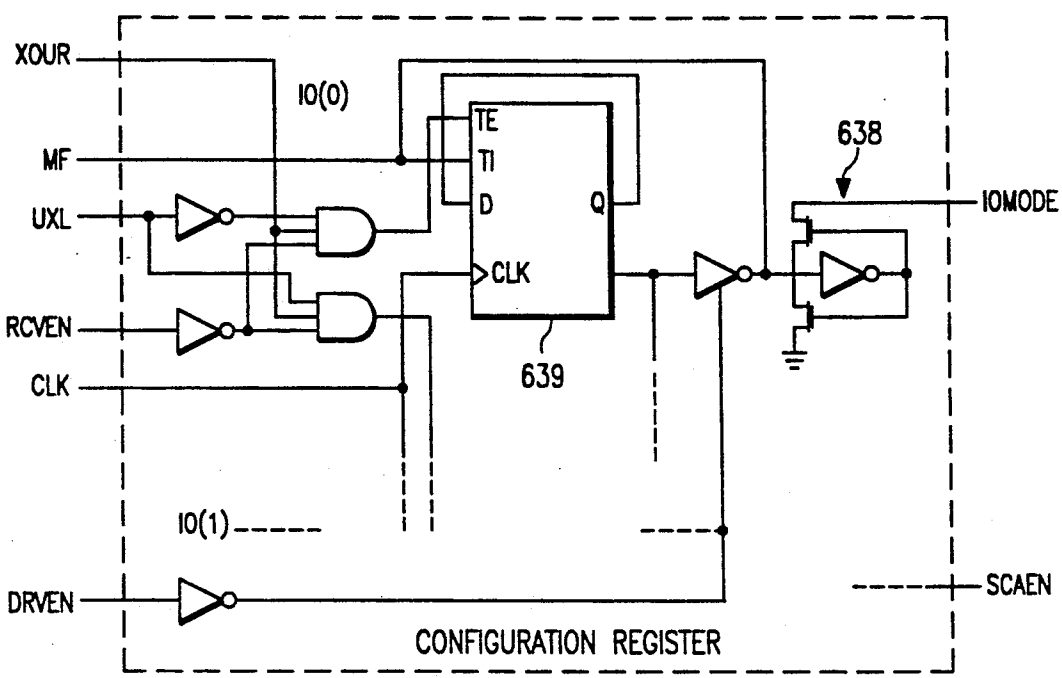 XOUR
IO(0)
TE
MF
TI
638
UXL
D
Q
IOMODE
CLK
RCVEN
639
CLK
IO(1)
DRVEN
SCAEN
CONFIGURATION REGISTER